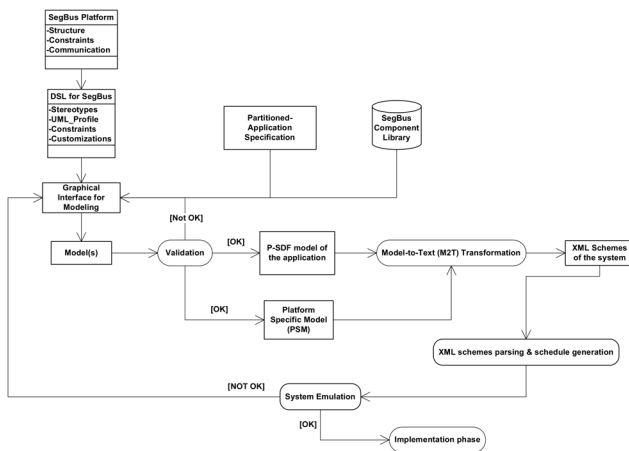 SegBus Platform
-Structure
-Constraints
-Communication
DSL for SegBus
-Stereotypes
-UML_Profile
-Constraints
-Customizations
Partitioned-
Application
Specification
SegBus
Component
Library
Graphical
Interface for
Modeling
[Not OK]
Model(s)
Validation
[OK]
P-SDF model of
the application
Model-to-Text (M2T) Transformation
XML Schemes
of the system
[OK]
Platform
Specific Model
(PSM)
XML schemes parsing & schedule generation
[NOT OK]
System Emulation
[OK]
Implementation phase